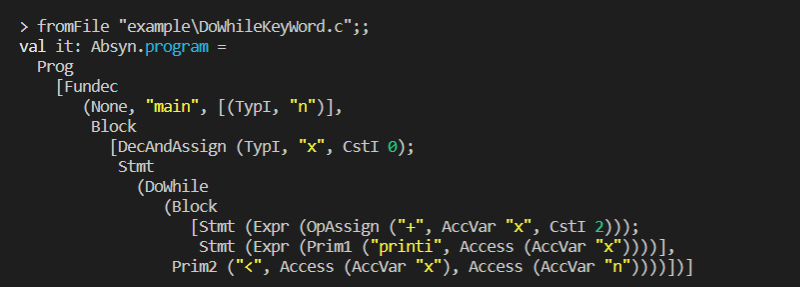 > fromFile "example\DoWhileKeyWord.c";;
val it: Absyn.program =
  Prog
    [Fundec
       (None, "main", [(TypI, "n")],
        Block
          [DecAndAssign (TypI, "x", CstI 0);
           Stmt
             (DoWhile
                (Block
                   [Stmt (Expr (OpAssign ("+", AccVar "x", CstI 2)));
                    Stmt (Expr (Prim1 ("printi", Access (AccVar "x"))))],
                 Prim2 ("<", Access (AccVar "x"), Access (AccVar "n"))))])]